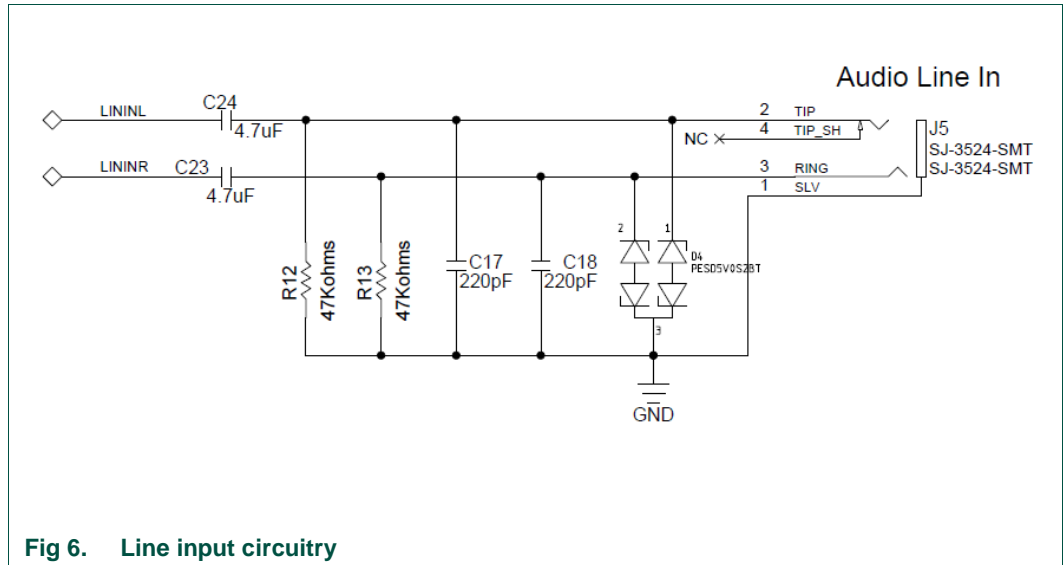 Audio Line In
LININL
C24
4.7uF
2
TIP
4
TIP_SH
NC
J5
SJ-3524-SMT
SJ-3524-SMT
LININR
C23
4.7uF
3
RING
1
SLV
2
1
D4
PESD5V0S2BT
R12
47Kohms
R13
47Kohms
C17
220pF
C18
220pF
3
GND
Fig 6. Line input circuitry